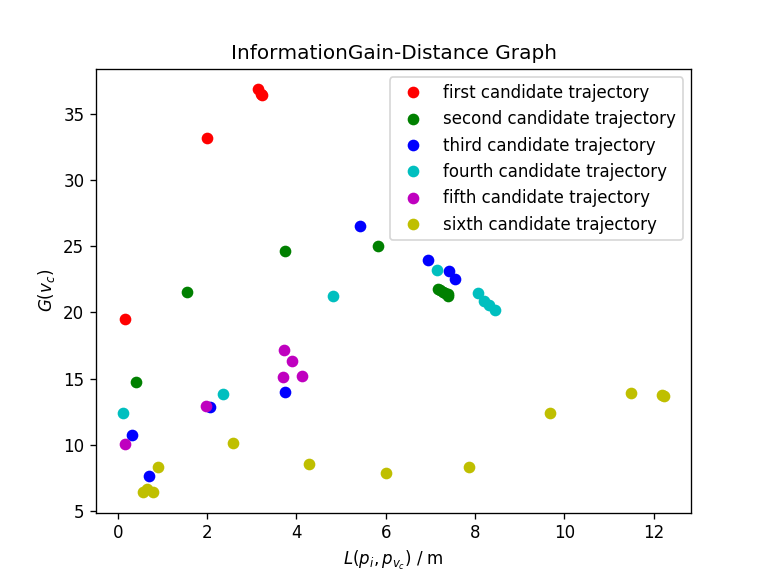 InformationGain-Distance Graph
G(v_c)
35
30
25
20
15
10
5
first candidate trajectory
second candidate trajectory
third candidate trajectory
fourth candidate trajectory
fifth candidate trajectory
sixth candidate trajectory
0 2 4 6 8 10 12
L(p_i, p_{v_c}) / m